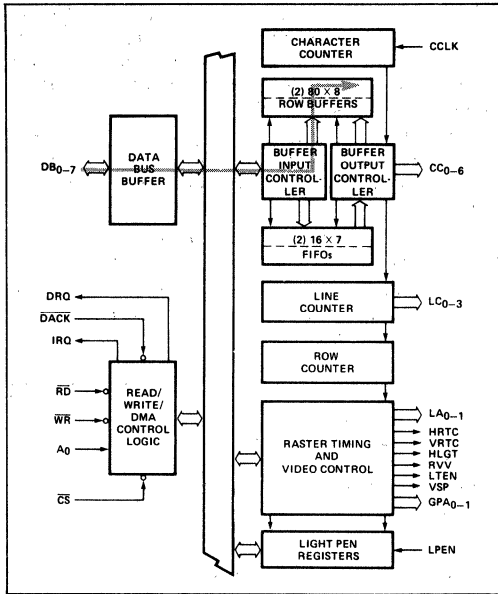 CHARACTER
COUNTER
CCLK
(2) 80 × 8
ROW BUFFERS
DB0-7
DATA
BUS
BUFFER
BUFFER
INPUT
CONTROL-
LER
BUFFER
OUTPUT
CONTROL-
LER
CC0-6
(2) 16 × 7
FIFOs
LINE
COUNTER
LC0-3
ROW
COUNTER
DRQ
DACK
IRQ
RD
WR
A0
CS
READ/
WRITE/
DMA
CONTROL
LOGIC
RASTER TIMING
AND
VIDEO CONTROL
LA0-1
HRTC
VRTC
HLGT
RVV
LTEN
VSP
GPA0-1
LIGHT PEN
REGISTERS
LPEN